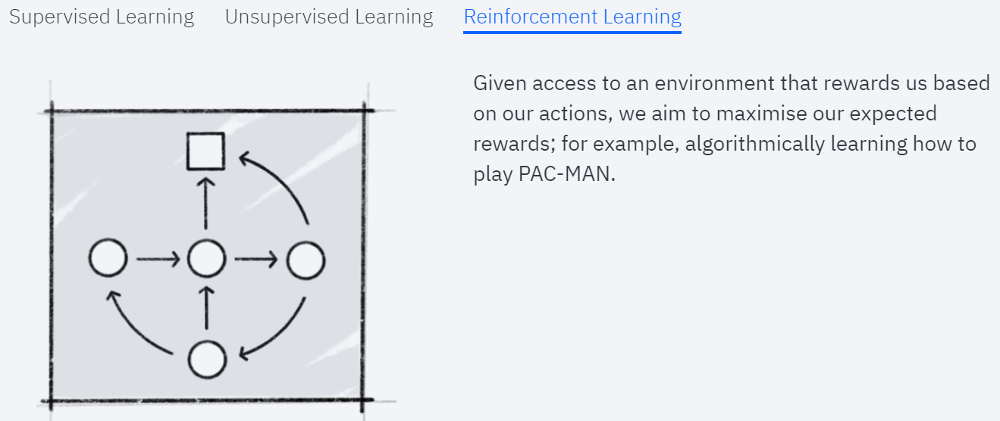 Supervised Learning Unsupervised Learning Reinforcement Learning
Given access to an environment that rewards us based
on our actions, we aim to maximise our expected
rewards; for example, algorithmically learning how to
play PAC-MAN.